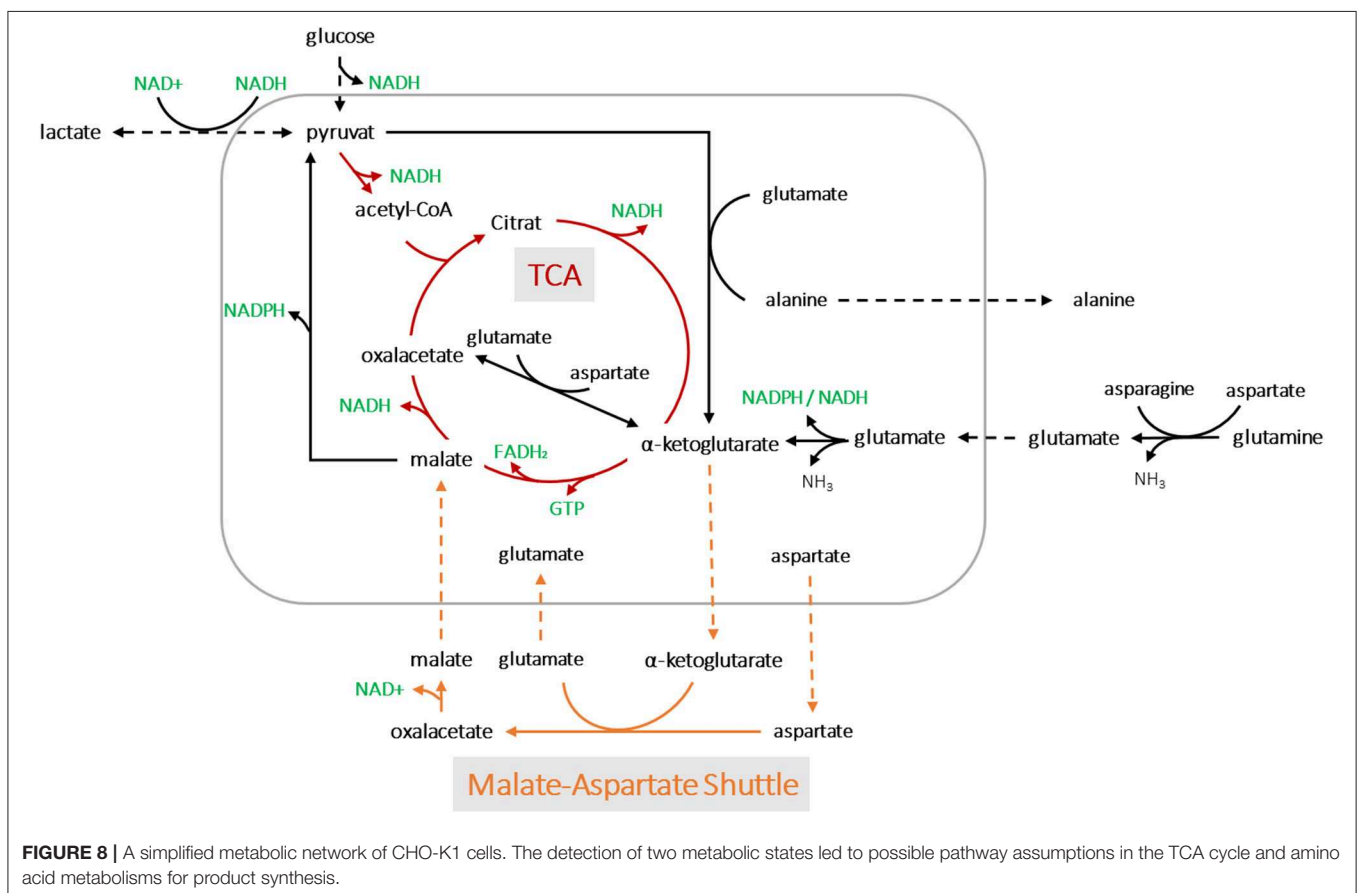 glucose
NAD+ NADH NADH
lactate pyruvat
NADH
acetyl-CoA Citrat NADH glutamate
TCA
NADPH alanine alanine
glutamate
oxalacetate aspartate
NADH NADPH / NADH asparagine aspartate
malate FADH₂ α-ketoglutarate glutamate glutamate glutamine
GTP NH₃ NH₃
glutamate aspartate
malate glutamate α-ketoglutarate
NAD+
oxalacetate aspartate
Malate-Aspartate Shuttle
FIGURE 8 | A simplified metabolic network of CHO-K1 cells. The detection of two metabolic states led to possible pathway assumptions in the TCA cycle and amino
acid metabolisms for product synthesis.